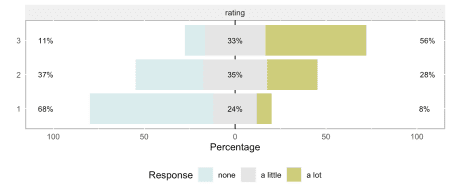 rating
3 11% 33% 56%
2 37% 35% 28%
1 68% 24% 8%
100 50 0 50 100
Percentage
Response none a little a lot